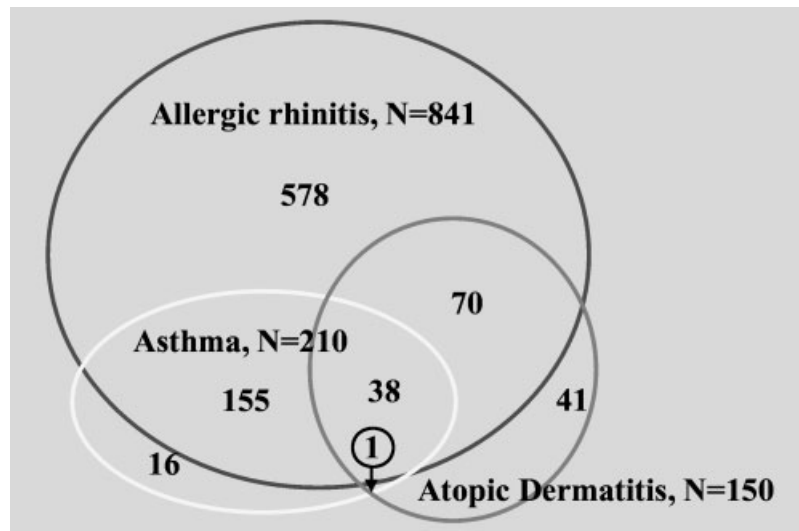 Allergic rhinitis, N=841
578
70
Asthma, N=210
155
38
41
1
16
Atopic Dermatitis, N=150